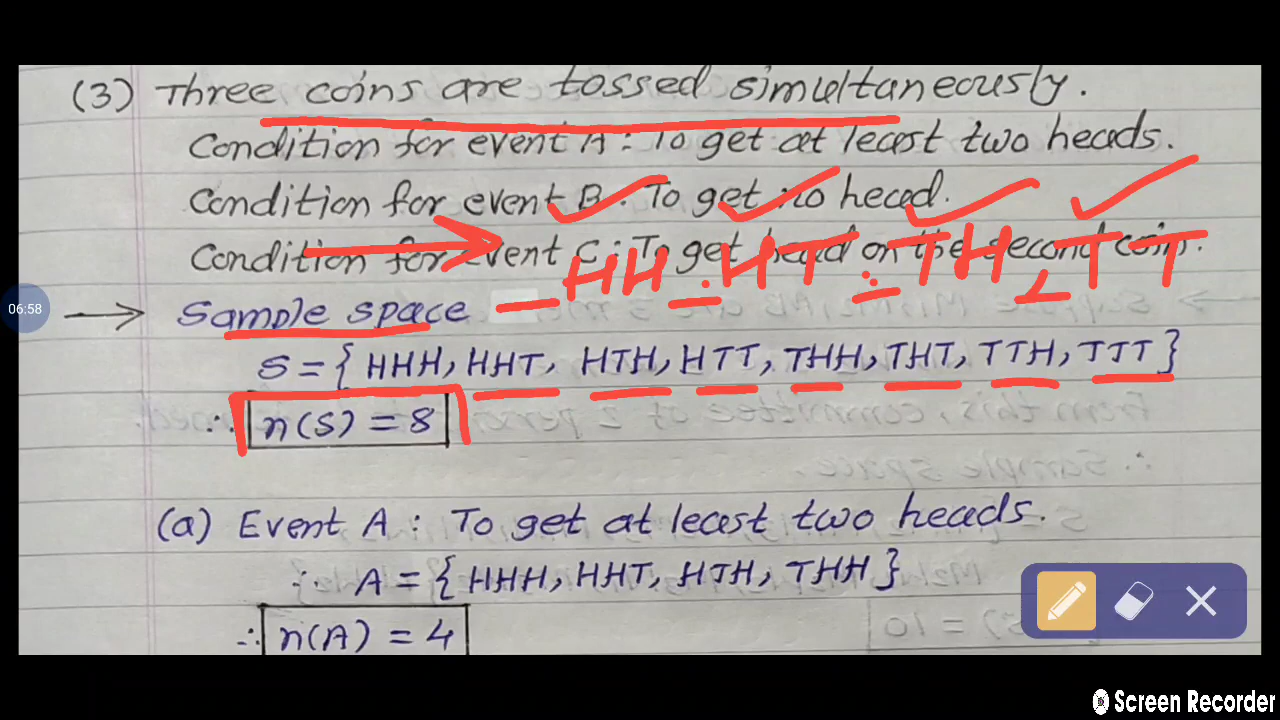 (3) Three coins are tossed simultaneously.
Condition for event A : To get at least two heads.
Condition for event B : To get no head.
Condition for event C : To get head on the second coin.
HH : HT : TH , TT
06:58
→ Sample space
S = { HHH, HHT, HTH, HTT, THH, THT, TTH, TTT }
∴ n(S) = 8
(a) Event A : To get at least two heads.
∴ A = { HHH, HHT, HTH, THH }
∴ n(A) = 4
Screen Recorder